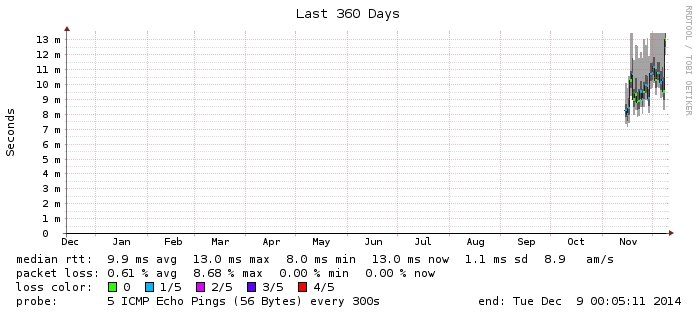 Last 360 Days
RRDTOOL / TOBI OETIKER
Seconds
13 m
12 m
11 m
10 m
9 m
8 m
7 m
6 m
5 m
4 m
3 m
2 m
1 m
0
Dec Jan Feb Mar Apr May Jun Jul Aug Sep Oct Nov
median rtt: 9.9 ms avg 13.0 ms max 8.0 ms min 13.0 ms now 1.1 ms sd 8.9 am/s
packet loss: 0.61 % avg 8.68 % max 0.00 % min 0.00 % now
loss color: 0 1/5 2/5 3/5 4/5
probe: 5 ICMP Echo Pings (56 Bytes) every 300s end: Tue Dec 9 00:05:11 2014